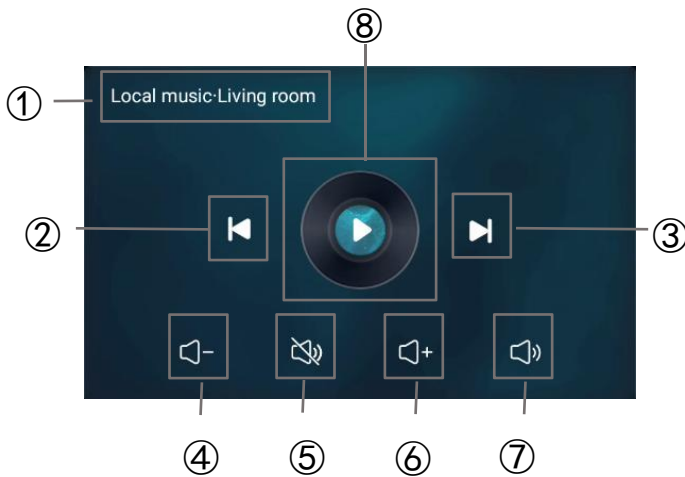 ⑧
① Local music·Living room
② ③
④ ⑤ ⑥ ⑦